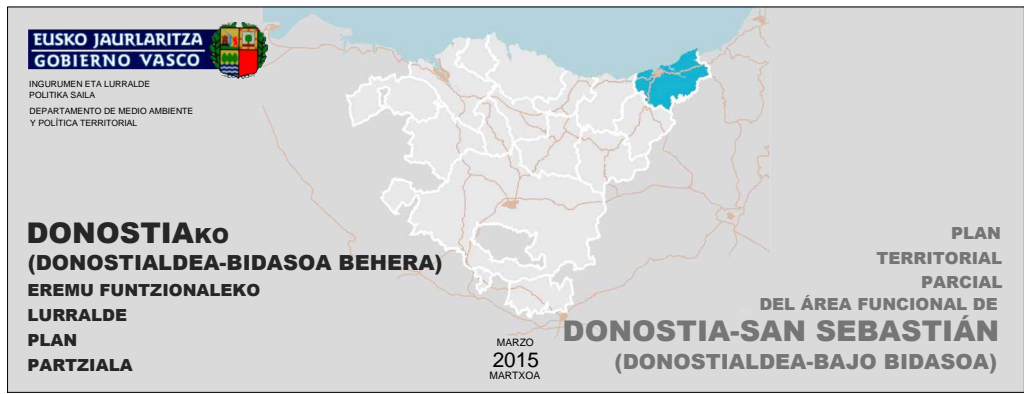 EUSKO JAURLARITZA
GOBIERNO VASCO
INGURUMEN ETA LURRALDE
POLITIKA SAILA
DEPARTAMENTO DE MEDIO AMBIENTE
Y POLÍTICA TERRITORIAL
DONOSTIAKO
(DONOSTIALDEA-BIDASOA BEHERA)
EREMU FUNTZIONALEKO
LURRALDE
PLAN
PARTZIALA
MARZO
2015
MARTXOA
PLAN
TERRITORIAL
PARCIAL
DEL ÁREA FUNCIONAL DE
DONOSTIA-SAN SEBASTIÁN
(DONOSTIALDEA-BAJO BIDASOA)